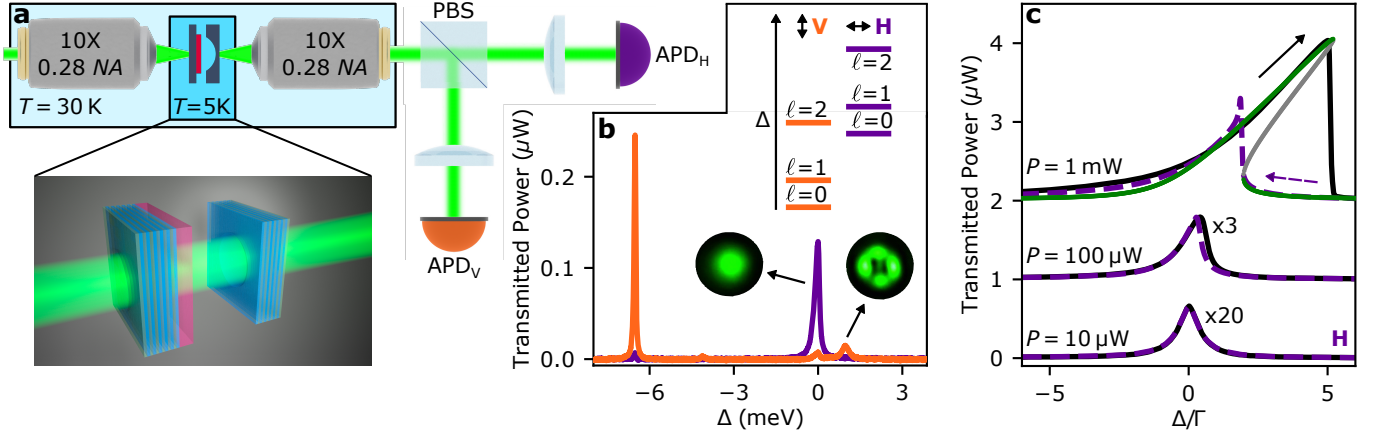 a
10X
0.28 NA
10X
0.28 NA
T = 30 K
T=5K
PBS
APD_H
APD_V
b
Transmitted Power (µW)
0.2
0.1
0.0
−6
−3
0
3
Δ (meV)
Δ
V
H
ℓ=2
ℓ=1
ℓ=0
ℓ=2
ℓ=1
ℓ=0
c
Transmitted Power (µW)
4
3
2
1
0
P = 1 mW
P = 100 µW
x3
P = 10 µW
x20
H
−5
0
5
Δ/Γ